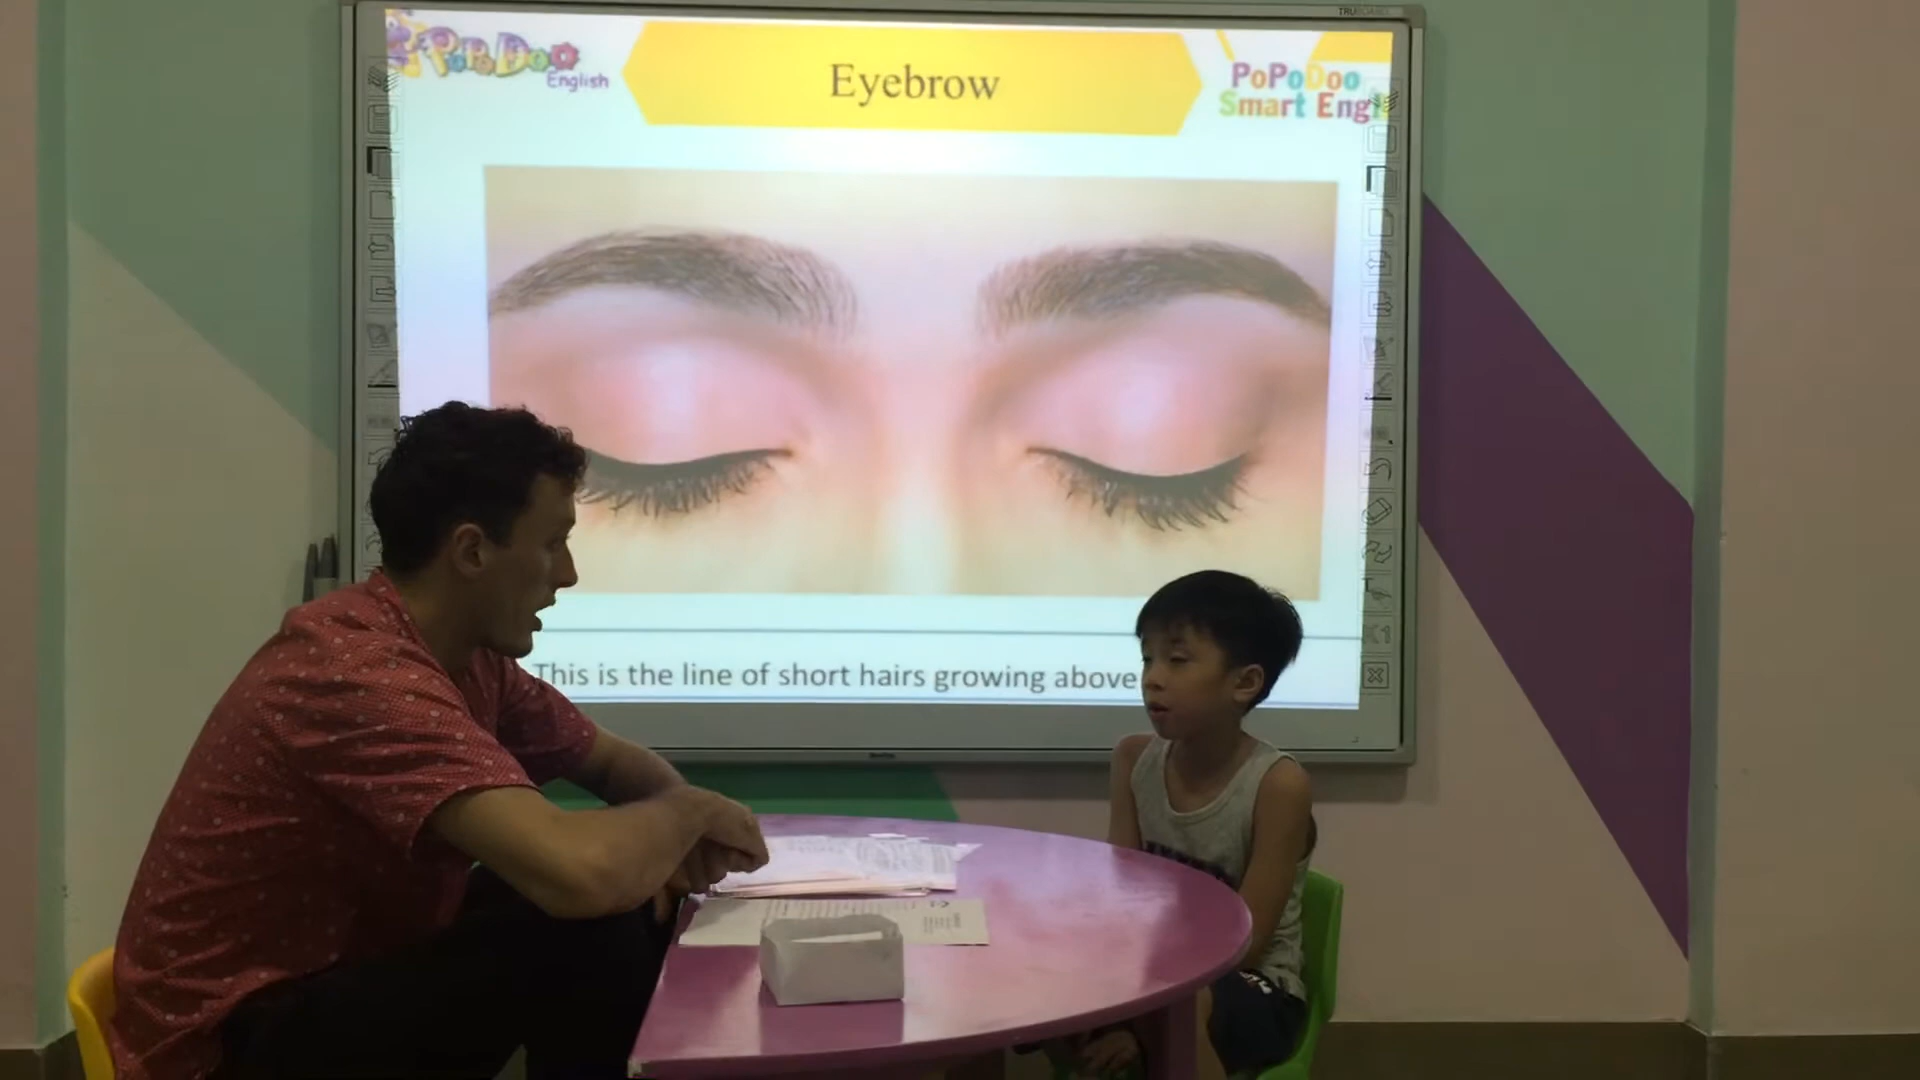 PoPoDoo
English
Eyebrow
PoPoDoo
Smart Engl
This is the line of short hairs growing above